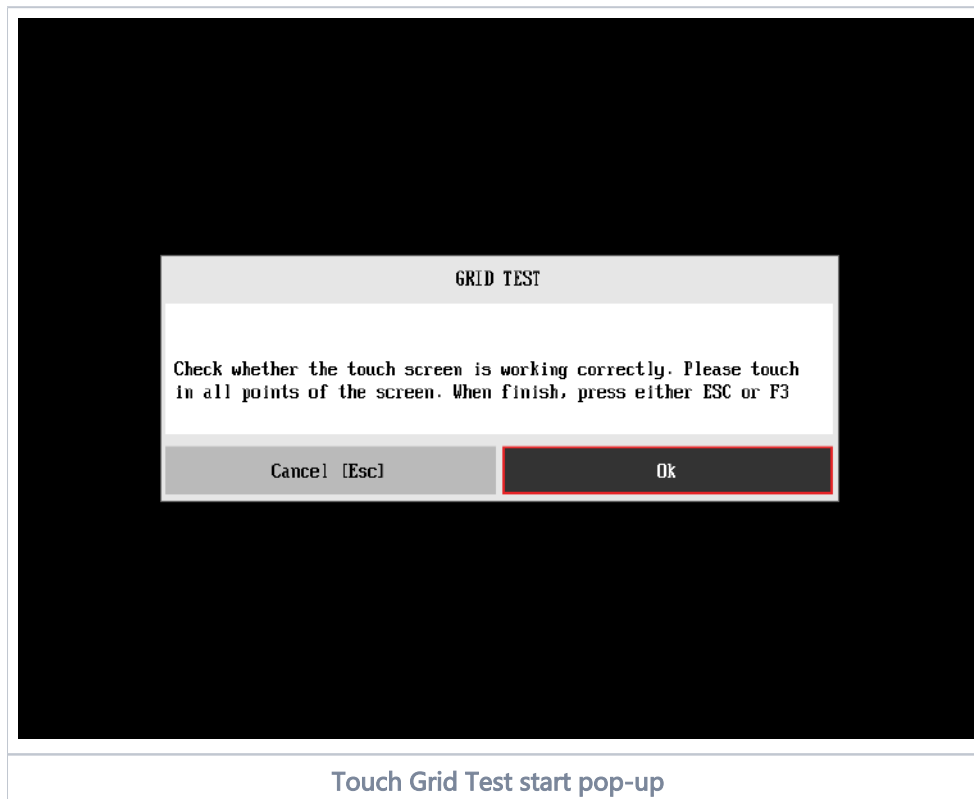 GRID TEST
Check whether the touch screen is working correctly. Please touch
in all points of the screen. When finish, press either ESC or F3
Cancel [Esc]
Ok
Touch Grid Test start pop-up